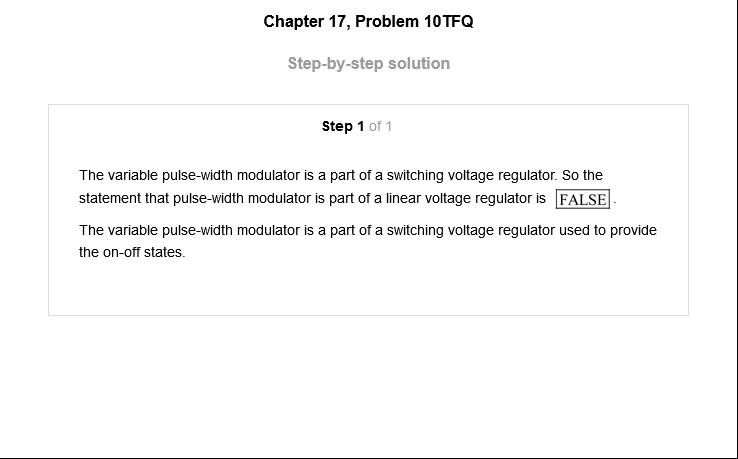 Chapter 17, Problem 10TFQ
Step-by-step solution
Step 1 of 1
The variable pulse-width modulator is a part of a switching voltage regulator. So the
statement that pulse-width modulator is part of a linear voltage regulator is FALSE.
The variable pulse-width modulator is a part of a switching voltage regulator used to provide
the on-off states.